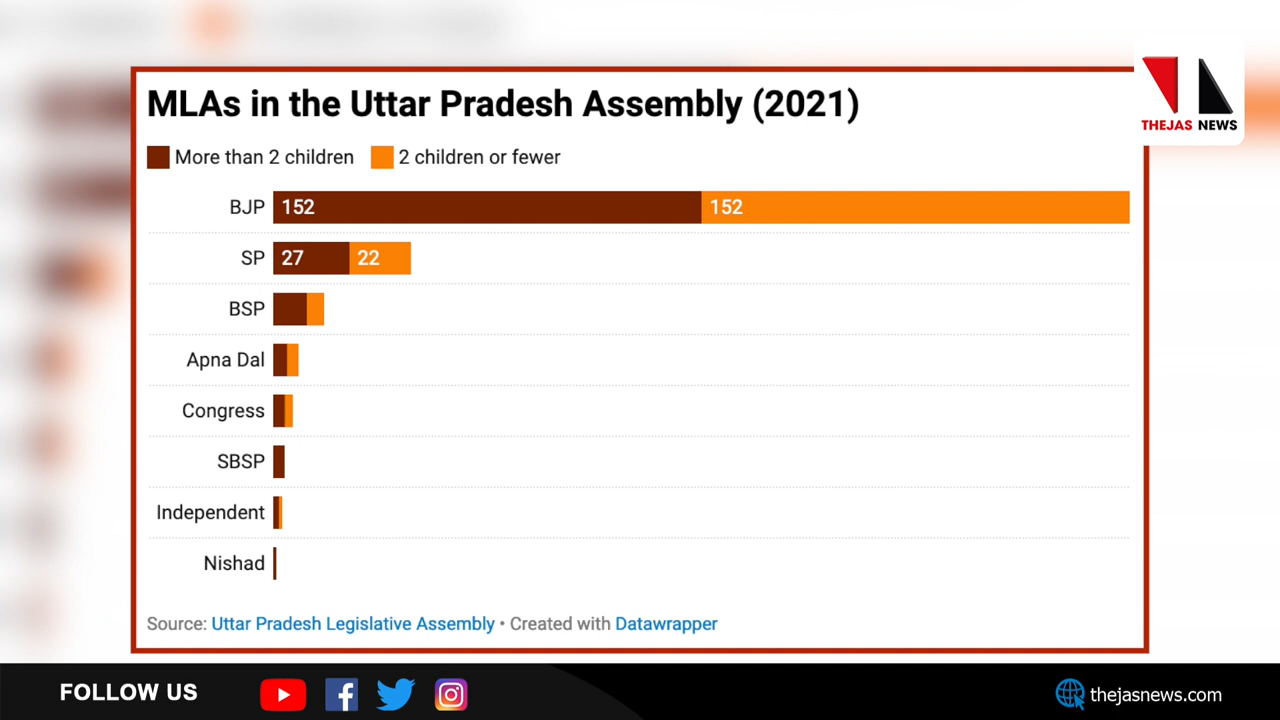 THEJAS NEWS
MLAs in the Uttar Pradesh Assembly (2021)
More than 2 children 2 children or fewer
BJP 152 152
SP 27 22
BSP
Apna Dal
Congress
SBSP
Independent
Nishad
Source: Uttar Pradesh Legislative Assembly • Created with Datawrapper
FOLLOW US
thejasnews.com